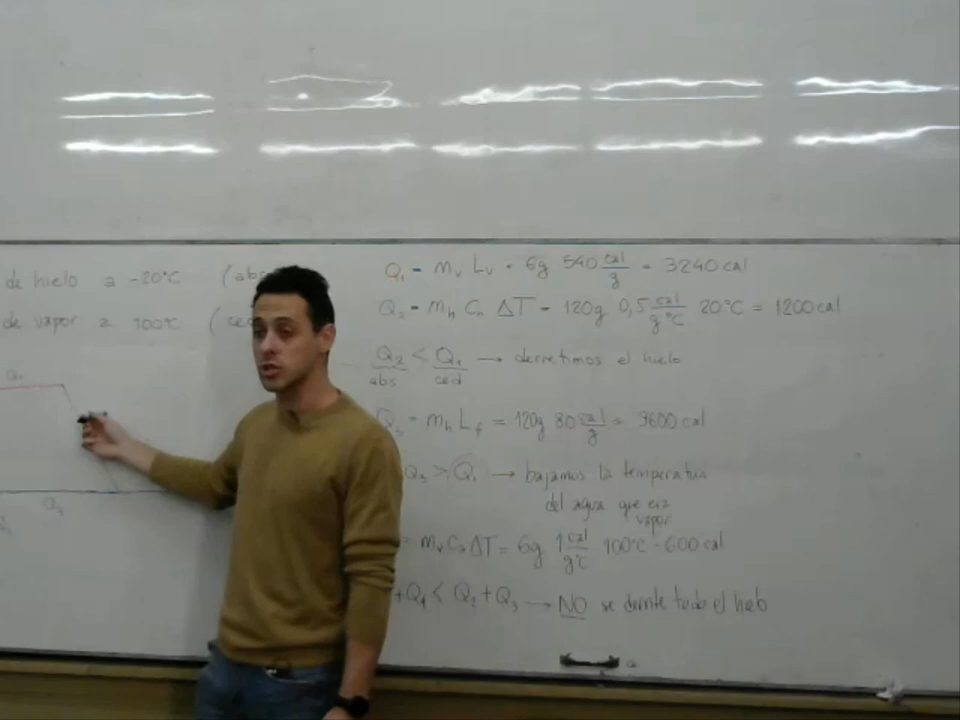 de hielo a -20°C (abs
de vapor a 100°C (ced
Q₁ = mᵥ Lᵥ = 6g 540 cal/g = 3240 cal
Q₂ = mₕ Cₕ ΔT = 120g 0,5 cal/g°C 20°C = 1200 cal
Q₂ abs < Q₁ ced → derretimos el hielo
Q₃ = mₕ L_f = 120g 80 cal/g = 9600 cal
Q₃ > Q₁ → bajamos la temperatura
del agua que era
vapor
= mᵥ Cₐ ΔT = 6g 1 cal/g°C 100°C = 600 cal
+Q₄ < Q₂ + Q₃ → NO se derrite todo el hielo
Q₁
Q₃